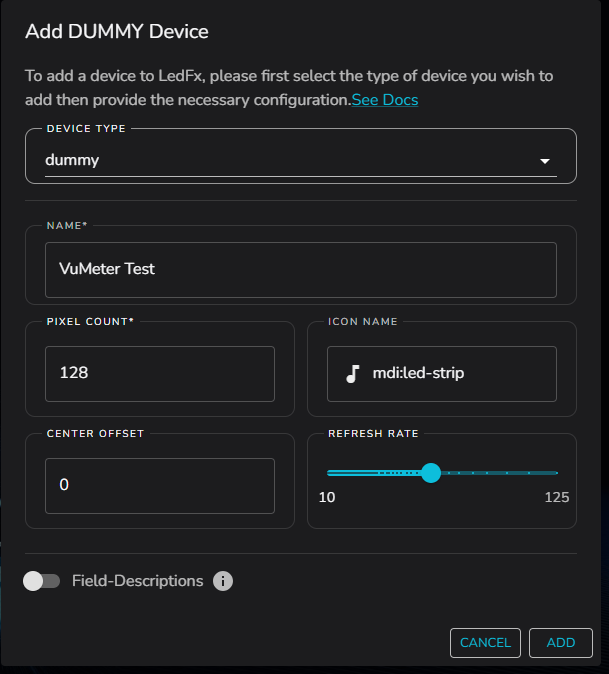 Add DUMMY Device
To add a device to LedFx, please first select the type of device you wish to
add then provide the necessary configuration.See Docs
DEVICE TYPE
dummy
NAME*
VuMeter Test
PIXEL COUNT*
128
ICON NAME
mdi:led-strip
CENTER OFFSET
0
REFRESH RATE
10 125
Field-Descriptions
CANCEL ADD